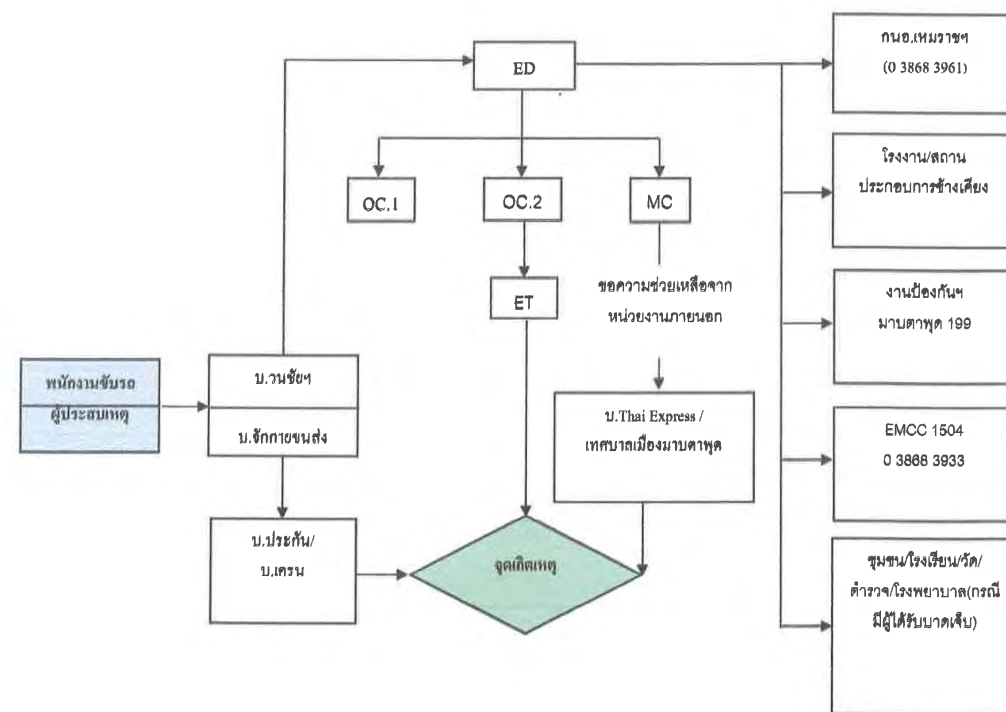 ED
กนอ.เหมราชฯ
(0 3868 3961)
โรงงาน/สถาน
ประกอบการข้างเคียง
OC.1
OC.2
MC
ET
ขอความช่วยเหลือจาก
หน่วยงานภายนอก
งานป้องกันฯ
มาบตาพุด 199
พนักงานขับรถ
ผู้ประสบเหตุ
บ.วนชัยฯ
บ.จักกายขนส่ง
บ.Thai Express /
เทศบาลเมืองมาบตาพุด
EMCC 1504
0 3868 3933
บ.ประกัน/
บ.เครน
จุดเกิดเหตุ
ชุมชน/โรงเรียน/วัด/
ตำรวจ/โรงพยาบาล(กรณี
มีผู้ได้รับบาดเจ็บ)